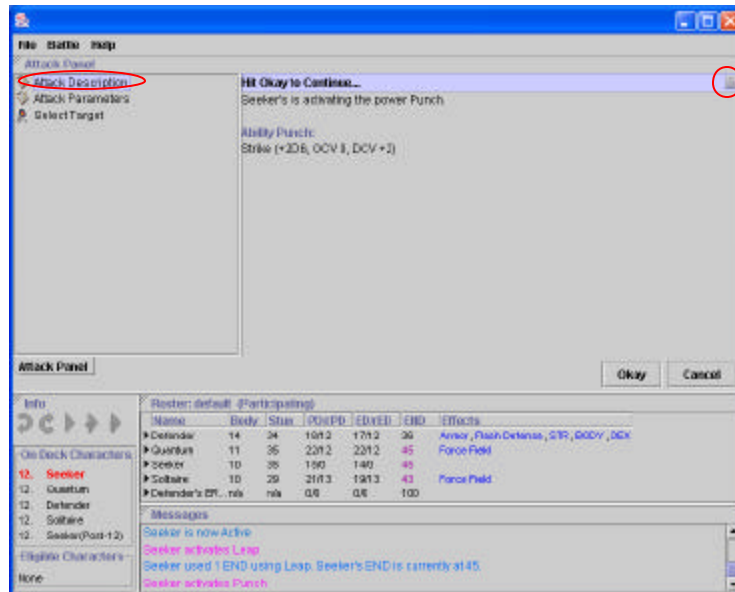 File Battle Help
Attack Panel
Attack Description
Attack Parameters
Select Target
Hit Okay to Continue...
Seeker's is activating the power Punch.
Ability Punch:
Strike (+2D6, OCV 0, DCV +2)
Attack Panel
Okay Cancel
Info
On Deck Characters
12. Seeker
12. Quantum
12. Defender
12. Solitaire
12. Seeker(Post-12)
Eligible Characters
None
Roster: default (Participating)
Name Body Stun PD/rPD ED/rED END Effects
Defender 14 34 18/12 17/12 36 Armor , Flash Defense , STR , BODY , DEX
Quantum 11 35 22/12 22/12 45 Force Field
Seeker 10 35 15/0 14/0 45
Solitaire 10 29 21/13 19/13 43 Force Field
Defender's ER... n/a n/a 0/6 0/6 100
Messages
Seeker is now Active
Seeker activates Leap
Seeker used 1 END using Leap. Seeker's END is currently at 45.
Seeker activates Punch